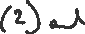 (2) and